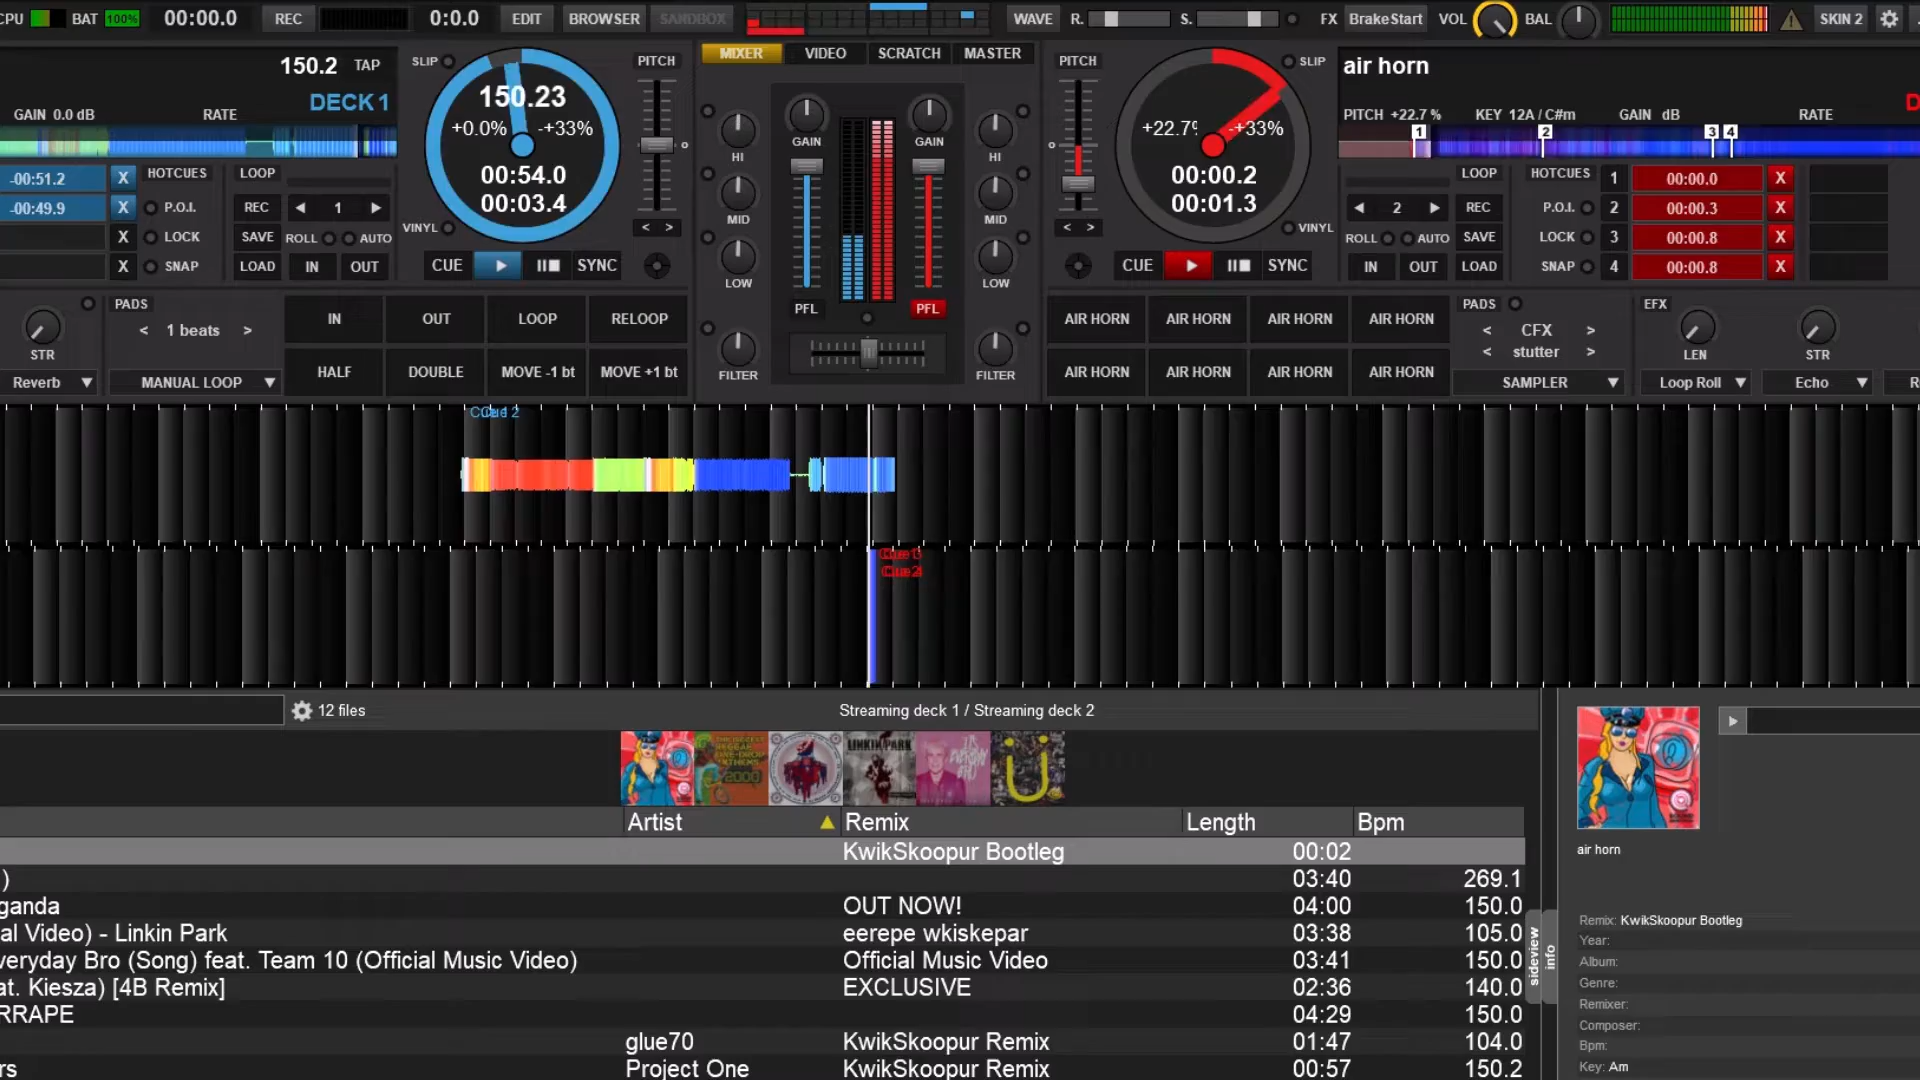 CPU BAT 100% 00:00.0 REC 0:0.0 EDIT BROWSER SANDBOX WAVE R. S. FX BrakeStart VOL BAL SKIN 2
150.2 TAP
DECK 1
GAIN 0.0 dB RATE
-00:51.2 X HOTCUES LOOP
-00:49.9 X P.O.I. REC 1
X LOCK SAVE ROLL AUTO
X SNAP LOAD IN OUT
SLIP PITCH
150.23
+0.0% -+33%
00:54.0
00:03.4
VINYL < >
CUE SYNC
MIXER VIDEO SCRATCH MASTER
GAIN GAIN
HI HI
MID MID
LOW LOW
PFL PFL
FILTER FILTER
PITCH SLIP
+22.7% -+33%
00:00.2
00:01.3
< > VINYL
CUE SYNC
air horn
PITCH +22.7 % KEY 12A / C#m GAIN dB RATE
1 2 3 4
LOOP HOTCUES 1 00:00.0 X
2 REC P.O.I. 2 00:00.3 X
ROLL AUTO SAVE LOCK 3 00:00.8 X
IN OUT LOAD SNAP 4 00:00.8 X
STR
Reverb
PADS
< 1 beats >
MANUAL LOOP
IN OUT LOOP RELOOP
HALF DOUBLE MOVE -1 bt MOVE +1 bt
AIR HORN AIR HORN AIR HORN AIR HORN
AIR HORN AIR HORN AIR HORN AIR HORN
PADS
< CFX >
< stutter >
SAMPLER
EFX
LEN STR
Loop Roll Echo
Cue 2
12 files Streaming deck 1 / Streaming deck 2
Artist Remix Length Bpm
KwikSkoopur Bootleg 00:02
) 03:40 269.1
ganda OUT NOW! 04:00 150.0
al Video) - Linkin Park eerepe wkiskepar 03:38 105.0
veryday Bro (Song) feat. Team 10 (Official Music Video) Official Music Video 03:41 150.0
at. Kiesza) [4B Remix] EXCLUSIVE 02:36 140.0
RRAPE 04:29 150.0
glue70 KwikSkoopur Remix 01:47 104.0
rs Project One KwikSkoopur Remix 00:57 150.2
sideview
info
air horn
Remix: KwikSkoopur Bootleg
Year:
Album:
Genre:
Remixer:
Composer:
Bpm:
Key: Am